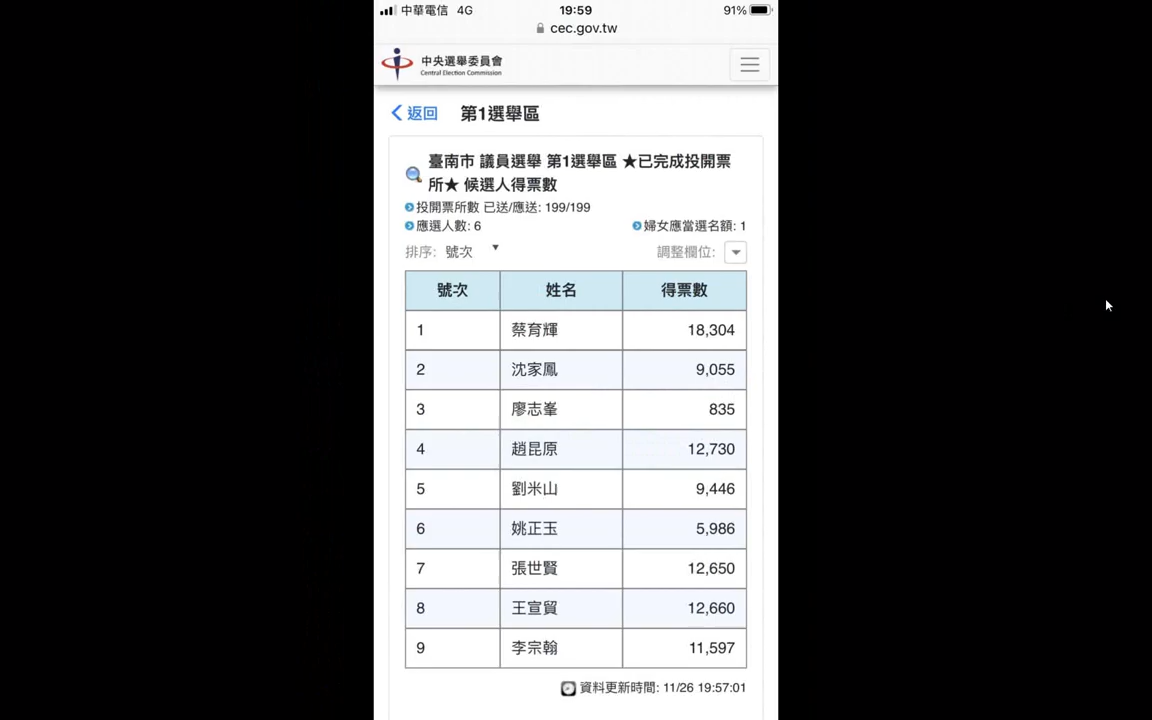 中華電信 4G 19:59 91%
cec.gov.tw
中央選舉委員會
Central Election Commission
返回 第1選舉區
臺南市 議員選舉 第1選舉區 ★已完成投開票
所★ 候選人得票數
投開票所數 已送/應送: 199/199
應選人數: 6 婦女應當選名額: 1
排序: 號次 調整欄位:
號次 姓名 得票數
1 蔡育輝 18,304
2 沈家鳳 9,055
3 廖志峯 835
4 趙昆原 12,730
5 劉米山 9,446
6 姚正玉 5,986
7 張世賢 12,650
8 王宣貿 12,660
9 李宗翰 11,597
資料更新時間: 11/26 19:57:01